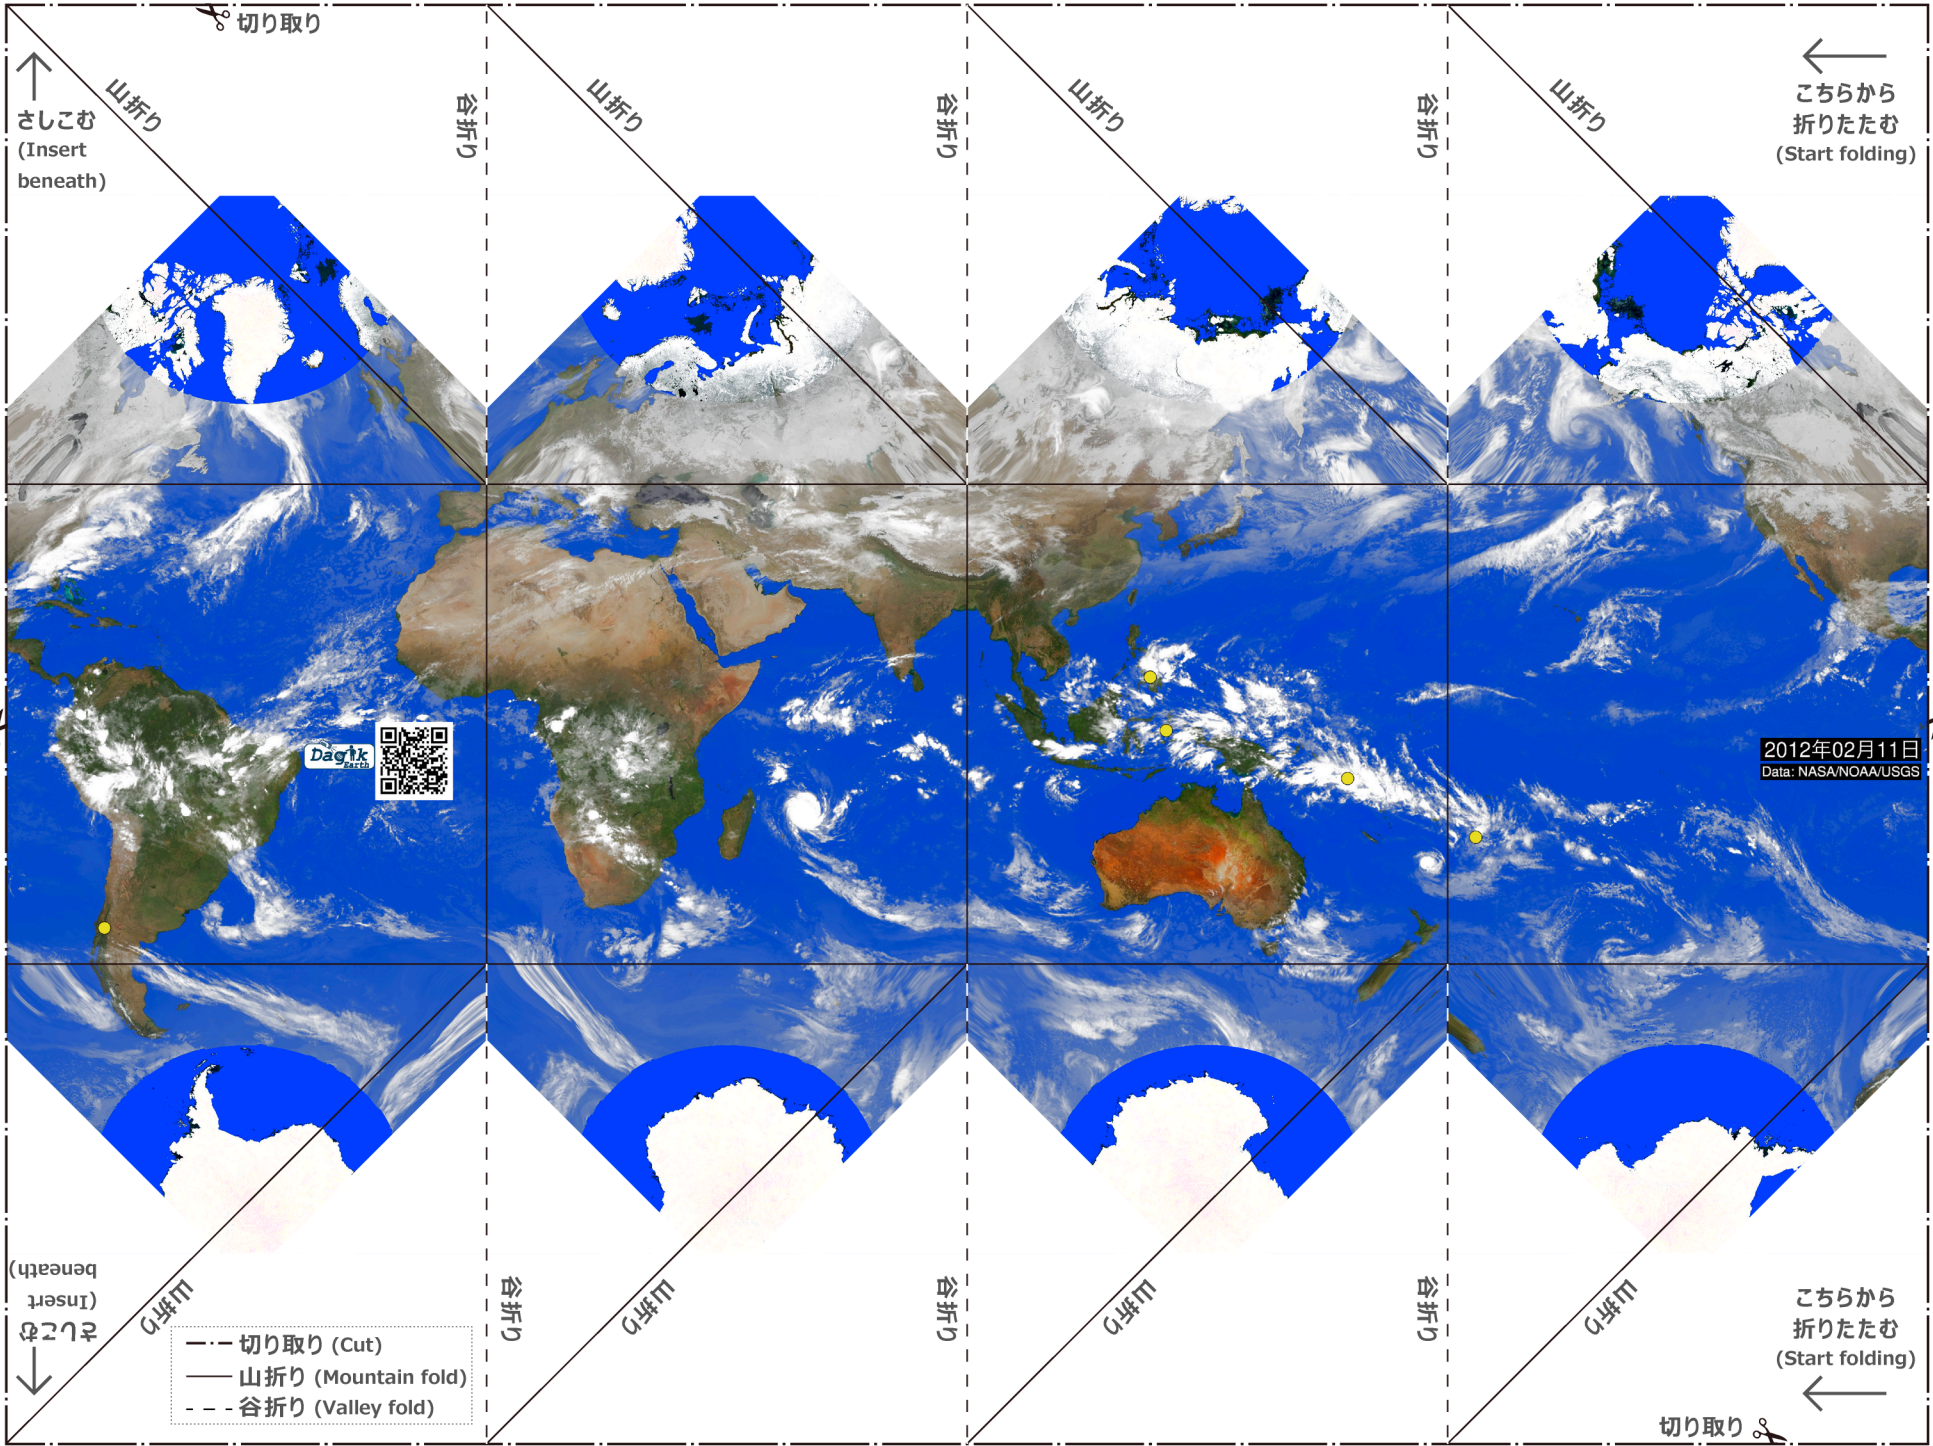 切り取り
山折り
谷折り
山折り
谷折り
山折り
谷折り
山折り
さしこむ
(Insert
beneath)
こちらから
折りたたむ
(Start folding)
Dagik
Earth
2012年02月11日
Data: NASA/NOAA/USGS
さしこむ
(Insert
beneath)
山折り
谷折り
山折り
谷折り
山折り
谷折り
山折り
切り取り (Cut)
山折り (Mountain fold)
谷折り (Valley fold)
こちらから
折りたたむ
(Start folding)
切り取り